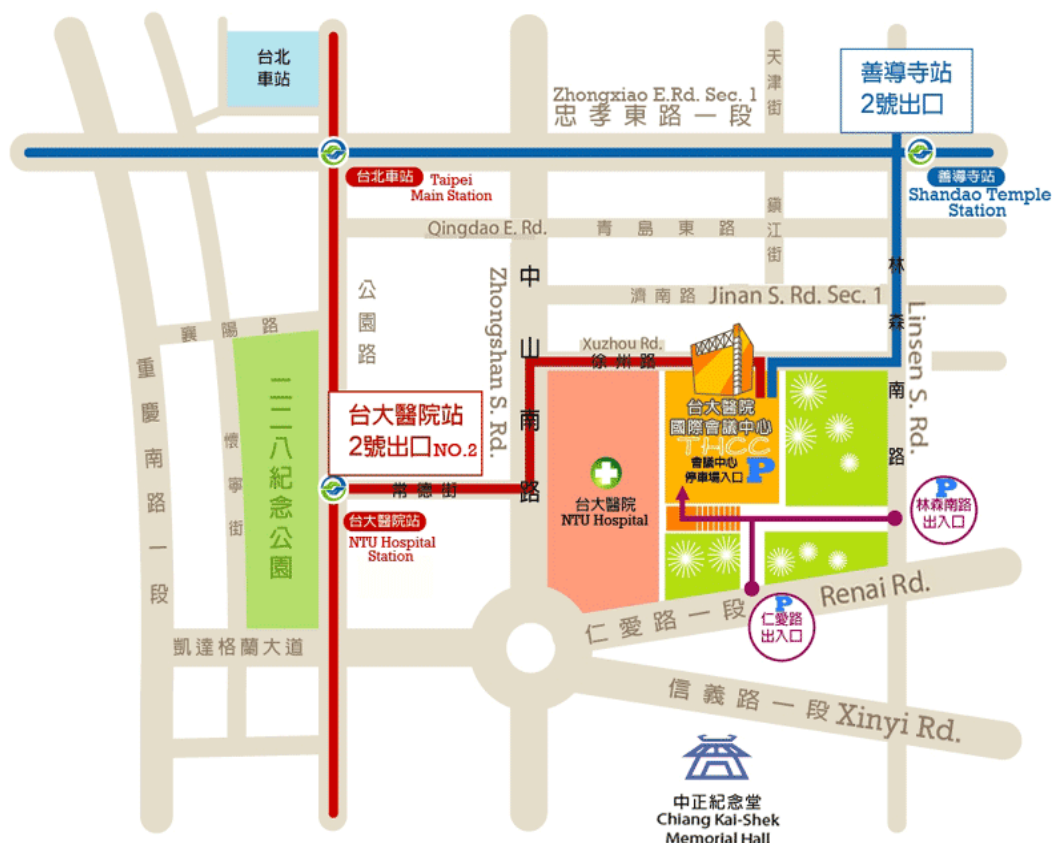 台北
車站
天津街
善導寺站
2號出口
Zhongxiao E.Rd. Sec. 1
忠孝東路一段
台北車站
Taipei
Main Station
善導寺站
Shandao Temple
Station
Qingdao E. Rd.
青島東路
鎮江街
中山南路
Zhongshan S. Rd.
公園路
濟南路 Jinan S. Rd. Sec. 1
林森南路
Linsen S. Rd.
襄陽路
Xuzhou Rd.
徐州路
重慶南路一段
懷寧街
二二八紀念公園
台大醫院站
2號出口NO.2
常德街
台大醫院站
NTU Hospital
Station
台大醫院
NTU Hospital
台大醫院
國際會議中心
THCC
會議中心
停車場入口 P
P
林森南路
出入口
P
仁愛路
出入口
仁愛路一段 Renai Rd.
凱達格蘭大道
信義路一段 Xinyi Rd.
中正紀念堂
Chiang Kai-Shek
Memorial Hall